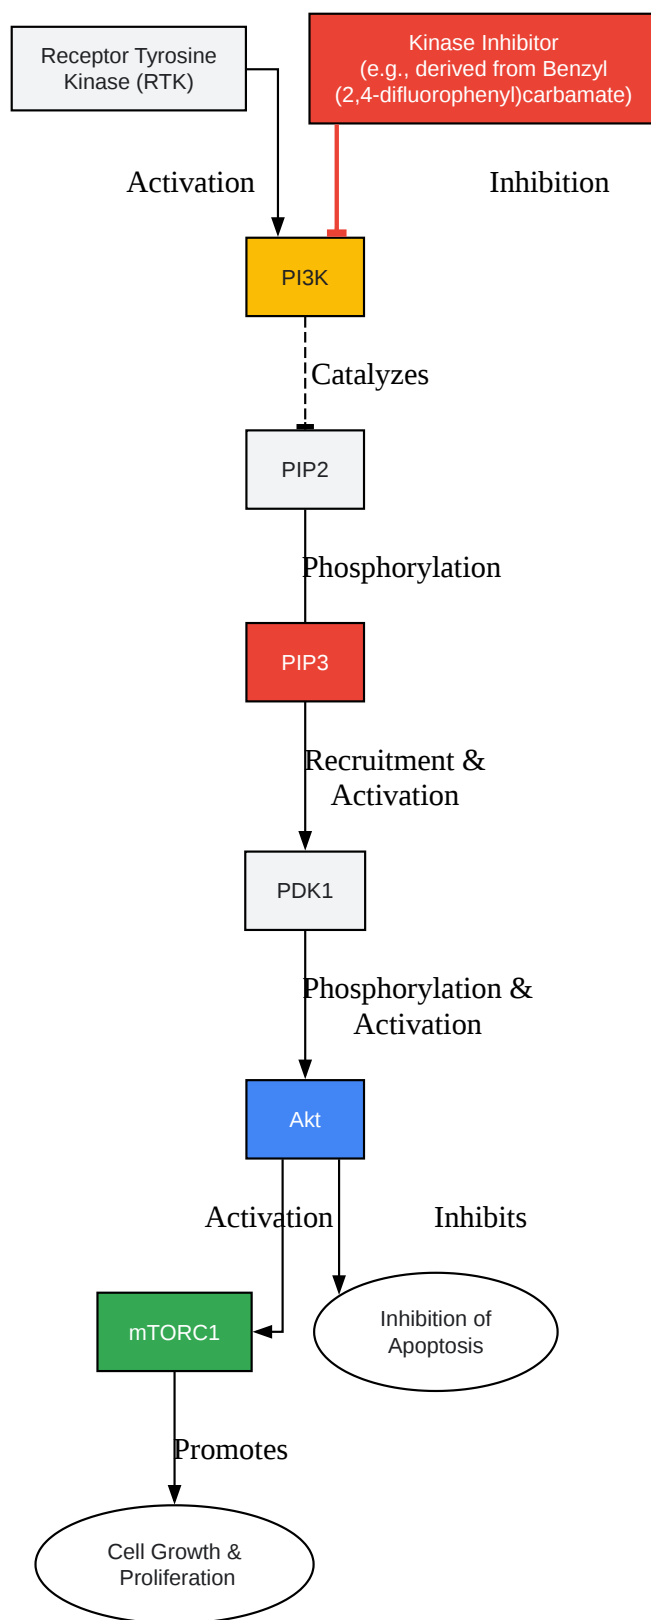 Receptor Tyrosine
Kinase (RTK)
Kinase Inhibitor
(e.g., derived from Benzyl
(2,4-difluorophenyl)carbamate)
Activation
Inhibition
PI3K
Catalyzes
PIP2
Phosphorylation
PIP3
Recruitment &
Activation
PDK1
Phosphorylation &
Activation
Akt
Activation
Inhibits
mTORC1
Inhibition of
Apoptosis
Promotes
Cell Growth &
Proliferation